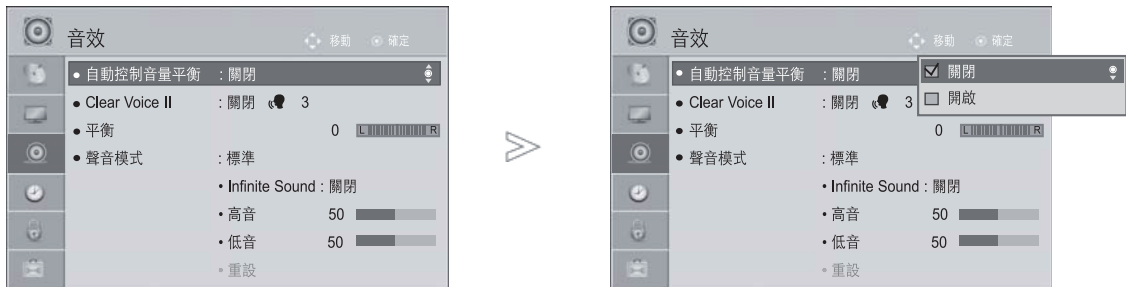 音效
移動 確定
• 自動控制音量平衡 : 關閉
• Clear Voice II : 關閉 3
• 平衡 0 L R
• 聲音模式 : 標準
• Infinite Sound : 關閉
• 高音 50
• 低音 50
• 重設
音效
移動 確定
• 自動控制音量平衡 : 關閉
關閉
開啟
• Clear Voice II : 關閉 3
• 平衡 0 L R
• 聲音模式 : 標準
• Infinite Sound : 關閉
• 高音 50
• 低音 50
• 重設